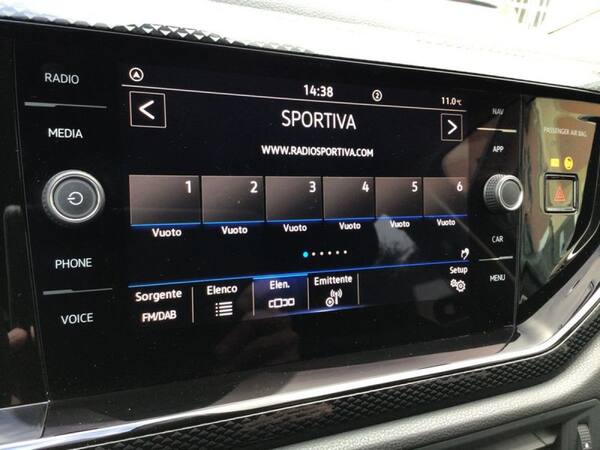 RADIO
MEDIA
PHONE
VOICE
14:38
2
11.0°C
SPORTIVA
WWW.RADIOSPORTIVA.COM
1 2 3 4 5 6
Vuoto Vuoto Vuoto Vuoto Vuoto Vuoto
Sorgente Elenco Elen. Emittente Setup
FM/DAB
NAV
APP
CAR
MENU
PASSENGER AIR BAG